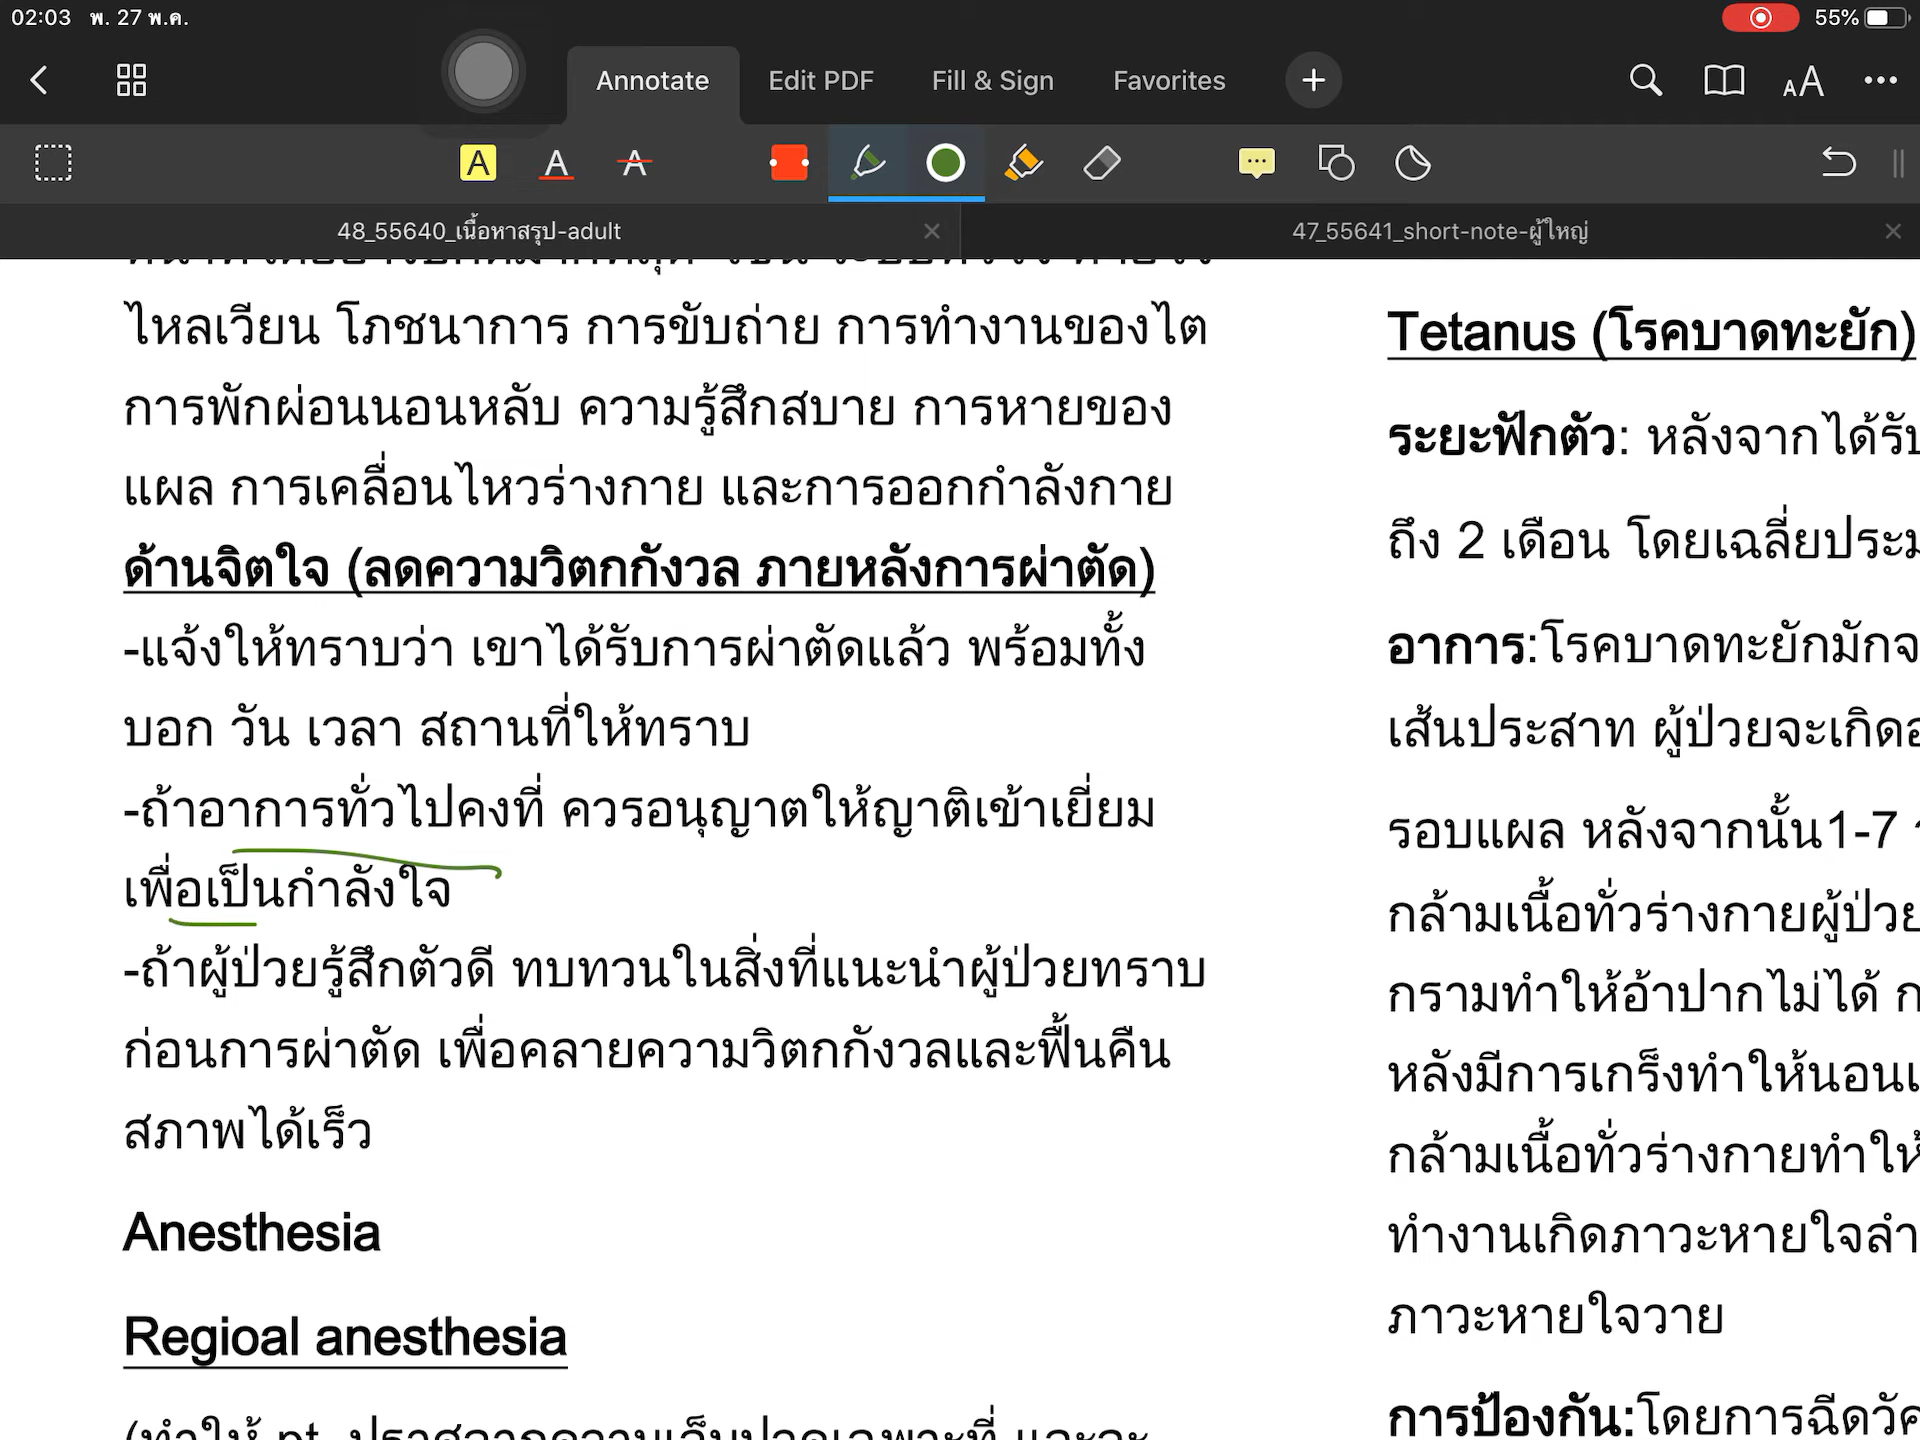 02:03 พ. 27 พ.ค.
55%
Annotate
Edit PDF
Fill & Sign
Favorites
48_55640_เนื้อหาสรุป-adult
47_55641_short-note-ผู้ใหญ่
ไหลเวียน โภชนาการ การขับถ่าย การทำงานของไต
การพักผ่อนนอนหลับ ความรู้สึกสบาย การหายของ
แผล การเคลื่อนไหวร่างกาย และการออกกำลังกาย
ด้านจิตใจ (ลดความวิตกกังวล ภายหลังการผ่าตัด)
-แจ้งให้ทราบว่า เขาได้รับการผ่าตัดแล้ว พร้อมทั้ง
บอก วัน เวลา สถานที่ให้ทราบ
-ถ้าอาการทั่วไปคงที่ ควรอนุญาตให้ญาติเข้าเยี่ยม
เพื่อเป็นกำลังใจ
-ถ้าผู้ป่วยรู้สึกตัวดี ทบทวนในสิ่งที่แนะนำผู้ป่วยทราบ
ก่อนการผ่าตัด เพื่อคลายความวิตกกังวลและฟื้นคืน
สภาพได้เร็ว
Anesthesia
Regioal anesthesia
Tetanus (โรคบาดทะยัก)
ระยะฟักตัว: หลังจากได้รับ
ถึง 2 เดือน โดยเฉลี่ยประม
อาการ:โรคบาดทะยักมักจ
เส้นประสาท ผู้ป่วยจะเกิดอ
รอบแผล หลังจากนั้น1-7
กล้ามเนื้อทั่วร่างกายผู้ป่วย
กรามทำให้อ้าปากไม่ได้ ก
หลังมีการเกร็งทำให้นอนแ
กล้ามเนื้อทั่วร่างกายทำให้
ทำงานเกิดภาวะหายใจลำ
ภาวะหายใจวาย
การป้องกัน:โดยการฉีดวัค